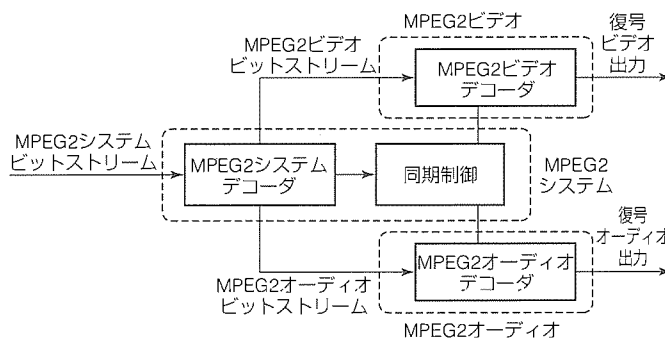 MPEG2ビデオ
復号
ビデオ
出力
MPEG2ビデオ
ビットストリーム
MPEG2ビデオ
デコーダ
MPEG2システム
ビットストリーム
MPEG2システム
デコーダ
同期制御
MPEG2
システム
復号
オーディオ
出力
MPEG2オーディオ
デコーダ
MPEG2オーディオ
ビットストリーム
MPEG2オーディオ